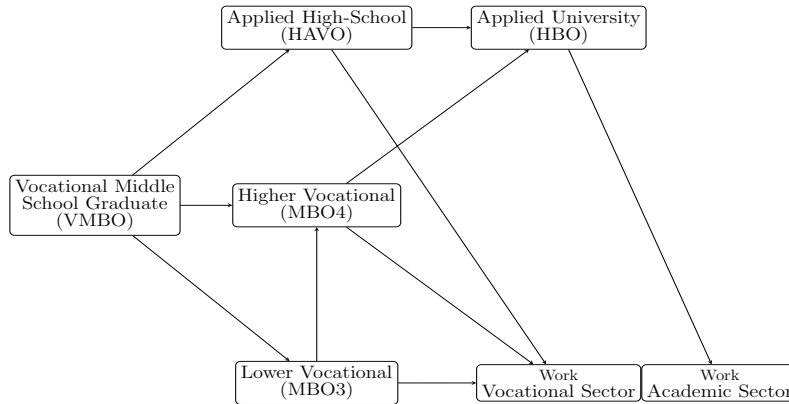 Applied High-School
(HAVO)
Applied University
(HBO)
Vocational Middle
School Graduate
(VMBO)
Higher Vocational
(MBO4)
Lower Vocational
(MBO3)
Work
Vocational Sector
Work
Academic Sector